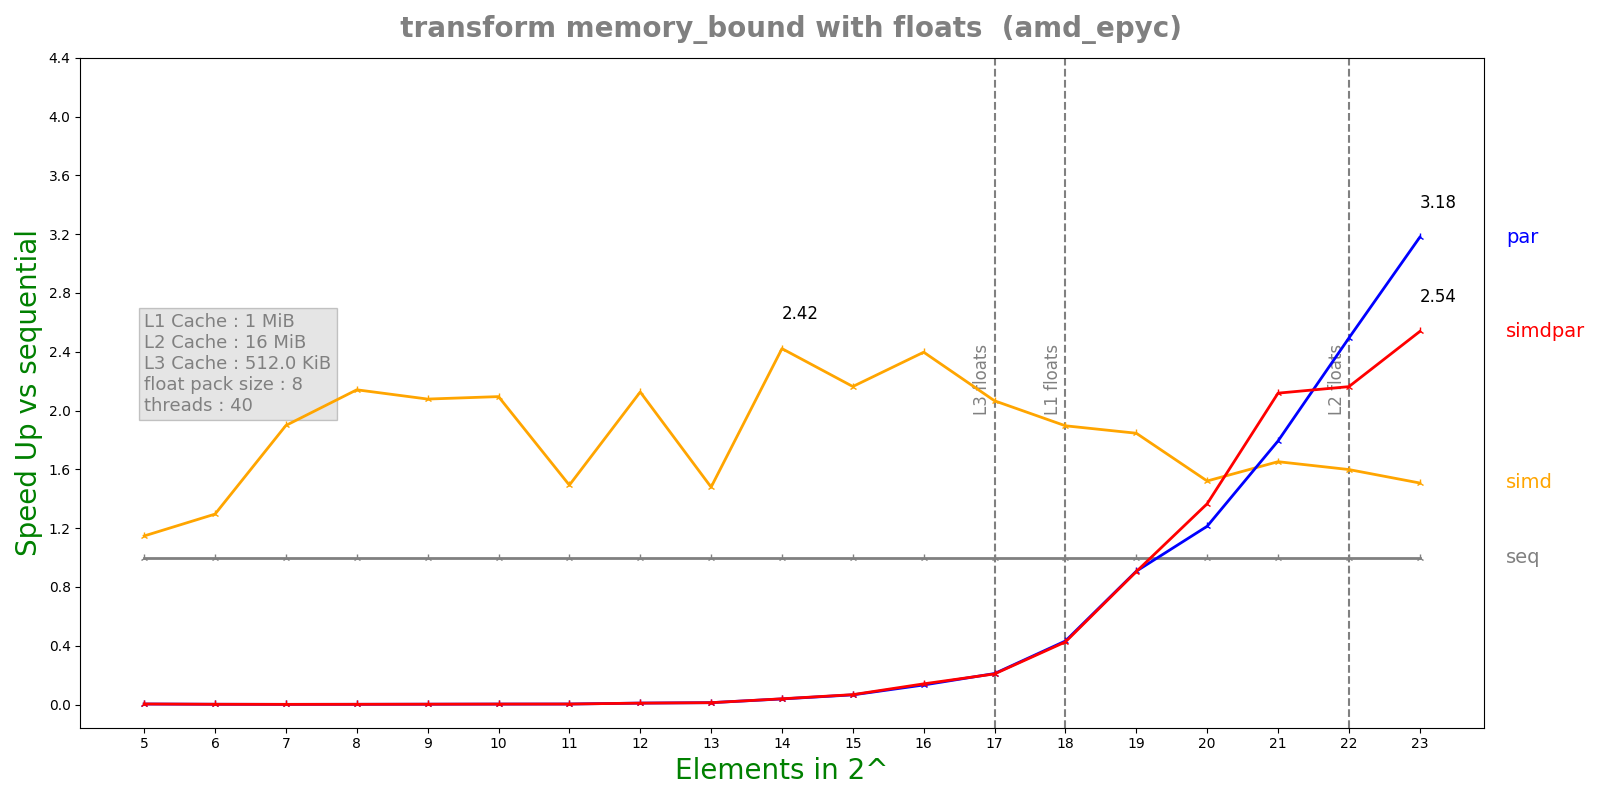 transform memory_bound with floats (amd_epyc)
Speed Up vs sequential
4.4
4.0
3.6
3.2
2.8
2.4
2.0
1.6
1.2
0.8
0.4
0.0
L1 Cache : 1 MiB
L2 Cache : 16 MiB
L3 Cache : 512.0 KiB
float pack size : 8
threads : 40
2.42
L3 floats
L1 floats
L2 floats
3.18
2.54
par
simdpar
simd
seq
5 6 7 8 9 10 11 12 13 14 15 16 17 18 19 20 21 22 23
Elements in 2^